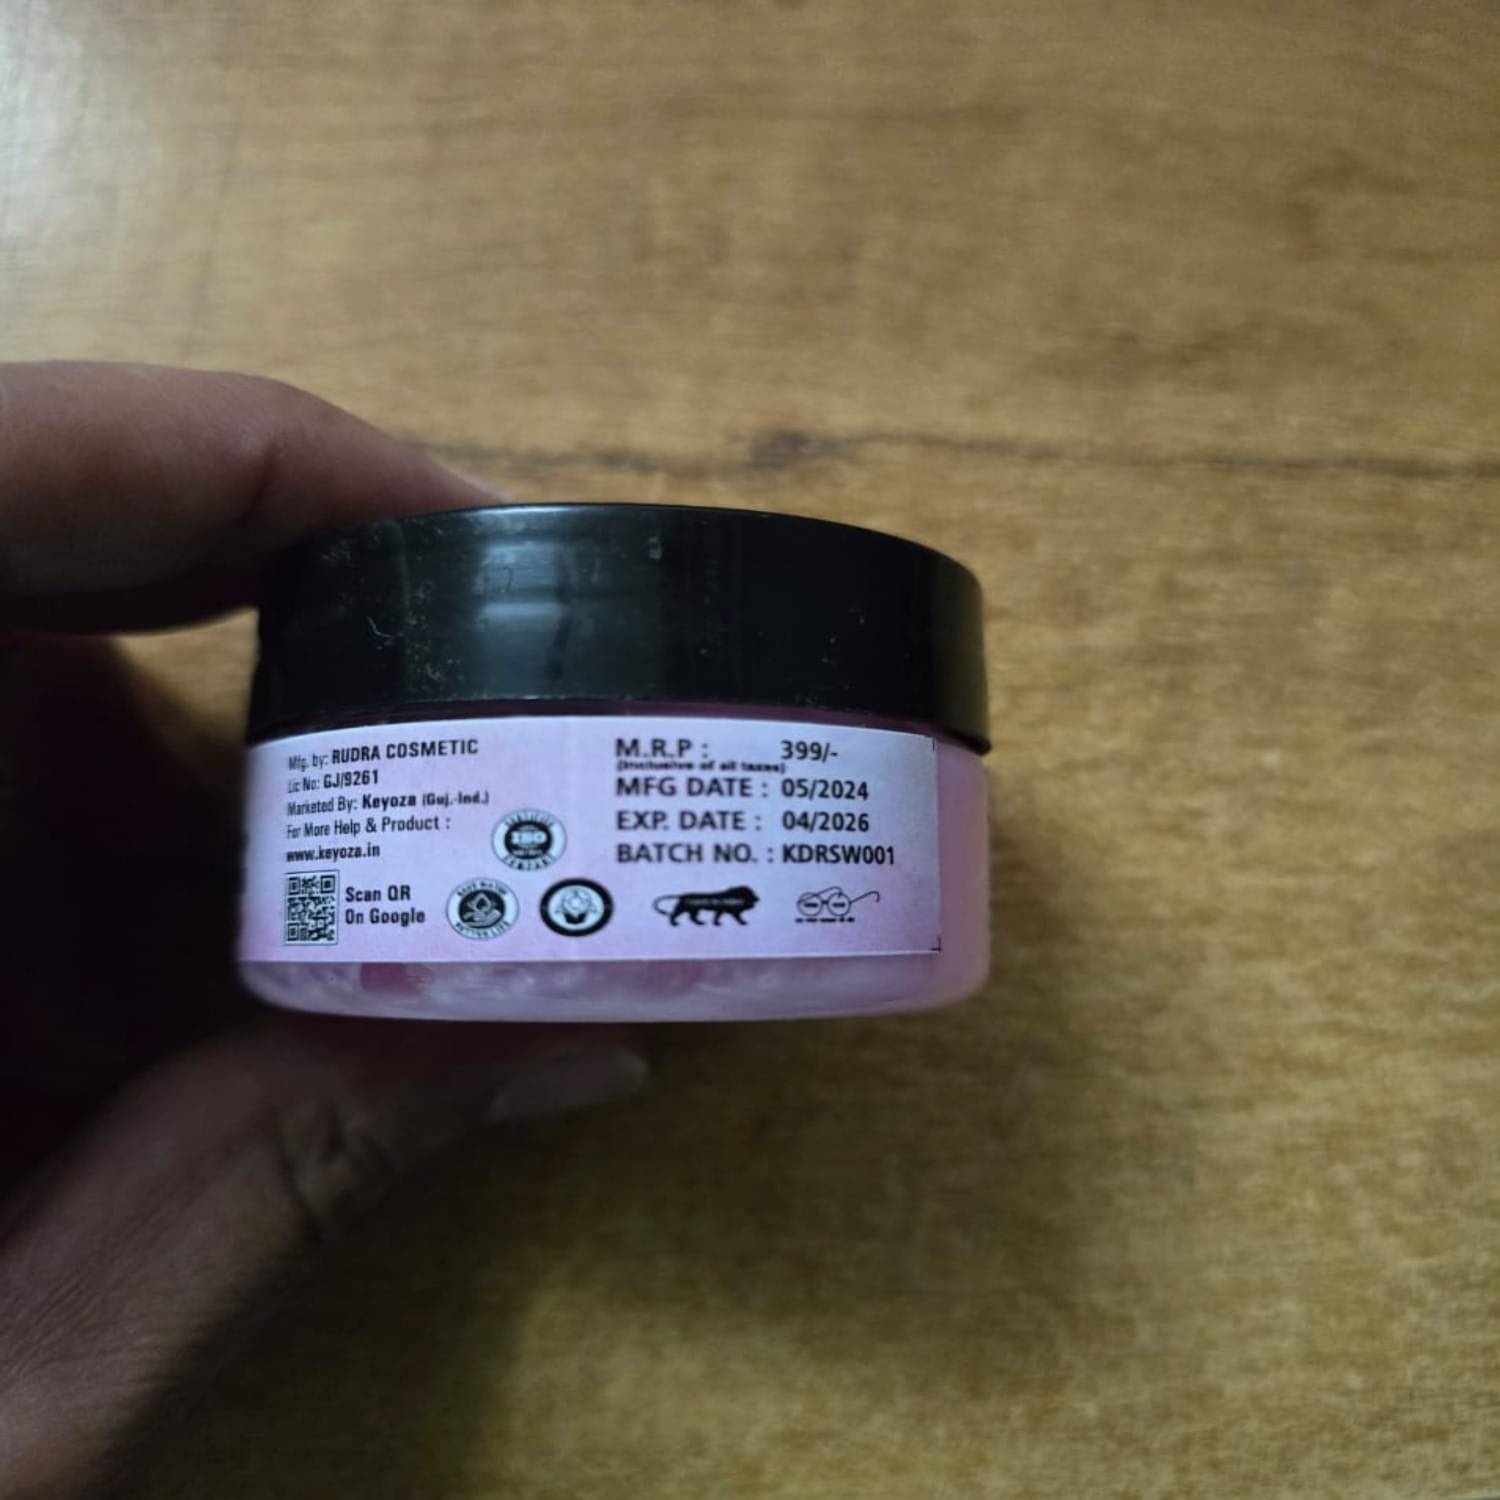 Mfg. by: RUDRA COSMETIC
Lic No: GJ/9261
Marketed By: Keyoza (Guj.-Ind.)
For More Help & Product :
www.keyoza.in
Scan QR
On Google
M.R.P : 399/-
(Inclusive of all taxes)
MFG DATE : 05/2024
EXP. DATE : 04/2026
BATCH NO. : KDRSW001